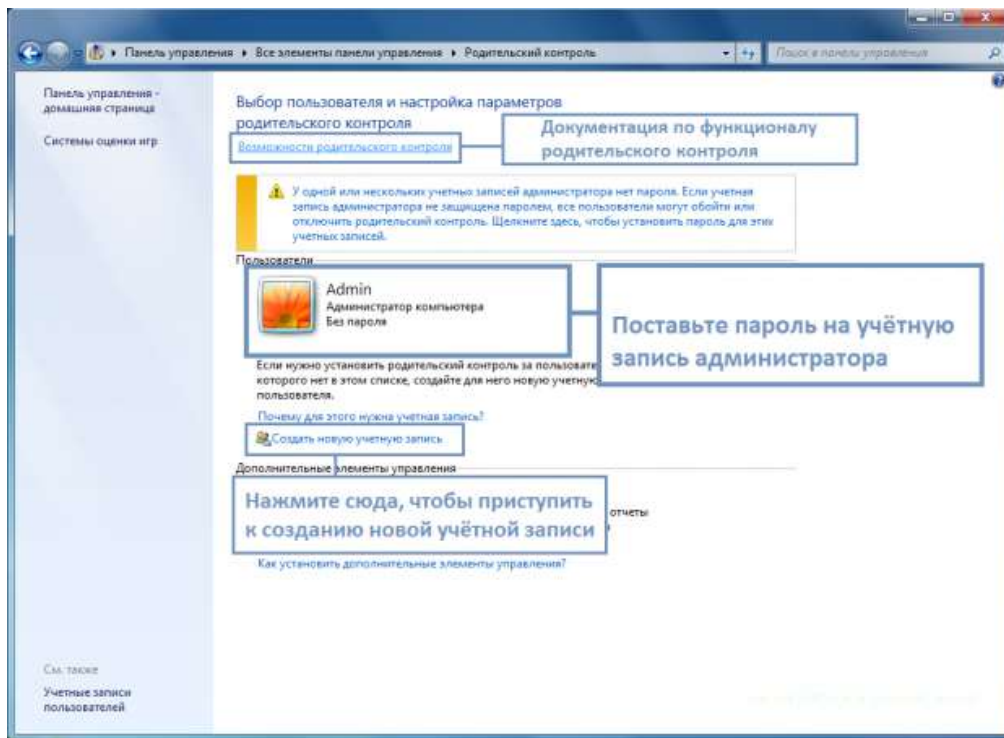 Панель управления ▸ Все элементы панели управления ▸ Родительский контроль
Поиск в панели управления
Панель управления -
домашняя страница
Системы оценки игр
Выбор пользователя и настройка параметров
родительского контроля
Возможности родительского контроля
Документация по функционалу
родительского контроля
У одной или нескольких учетных записей администратора нет пароля. Если учетная
запись администратора не защищена паролем, все пользователи могут обойти или
отключить родительский контроль. Щелкните здесь, чтобы установить пароль для этих
учетных записей.
Пользователи
Admin
Администратор компьютера
Без пароля
Поставьте пароль на учётную
запись администратора
Если нужно установить родительский контроль за пользовате
которого нет в этом списке, создайте для него новую учетную
пользователя.
Почему для этого нужна учетная запись?
Создать новую учетную запись
Дополнительные элементы управления
Нажмите сюда, чтобы приступить
к созданию новой учётной записи
отчеты
Как установить дополнительные элементы управления?
См. также
Учетные записи
пользователей